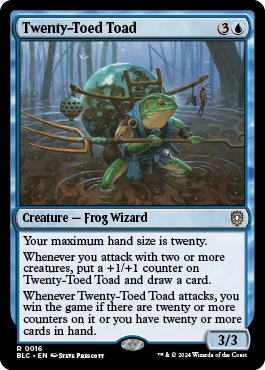 Twenty-Toed Toad 3
Creature — Frog Wizard
Your maximum hand size is twenty.
Whenever you attack with two or more
creatures, put a +1/+1 counter on
Twenty-Toed Toad and draw a card.
Whenever Twenty-Toed Toad attacks, you
win the game if there are twenty or more
counters on it or you have twenty or more
cards in hand.
3/3
R 0016
BLC • EN Steve Prescott
™ & © 2024 Wizards of the Coast